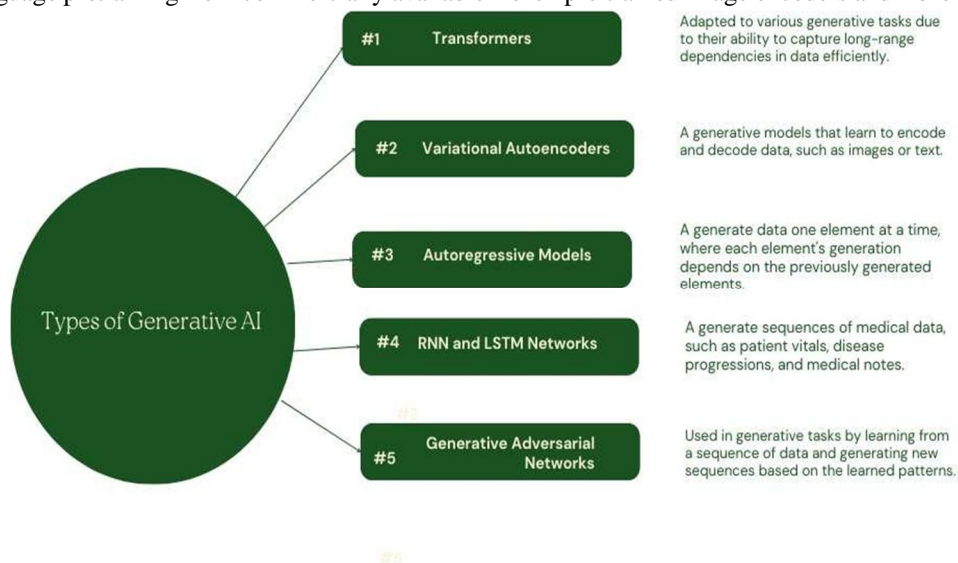 #1 Transformers
Adapted to various generative tasks due
to their ability to capture long-range
dependencies in data efficiently.
#2 Variational Autoencoders
A generative models that learn to encode
and decode data, such as images or text.
#3 Autoregressive Models
A generate data one element at a time,
where each element's generation
depends on the previously generated
elements.
Types of Generative AI
#4 RNN and LSTM Networks
A generate sequences of medical data,
such as patient vitals, disease
progressions, and medical notes.
#5 Generative Adversarial
Networks
Used in generative tasks by learning from
a sequence of data and generating new
sequences based on the learned patterns.